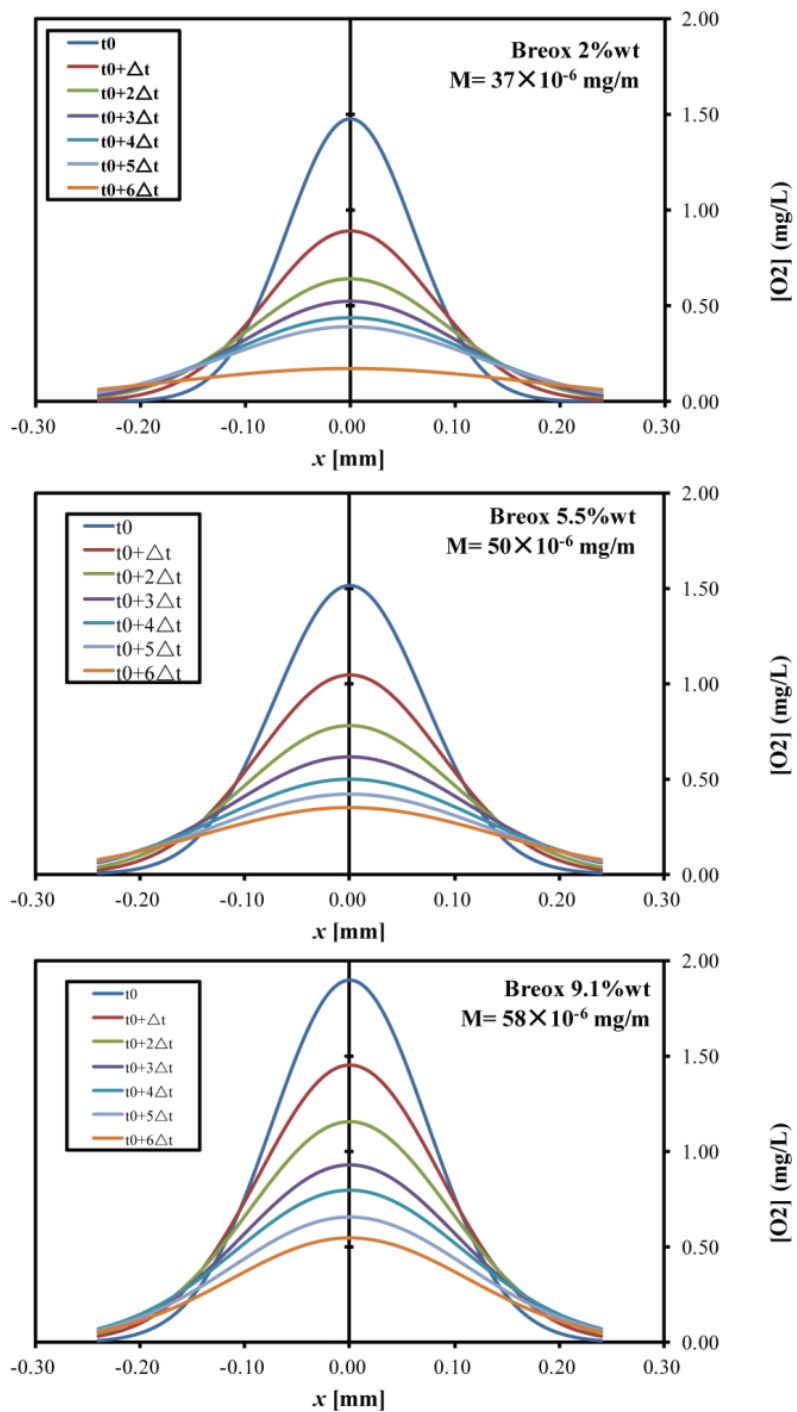 t0
t0+△t
t0+2△t
t0+3△t
t0+4△t
t0+5△t
t0+6△t
Breox 2%wt
M= 37×10⁻⁶ mg/m
2.00
1.50
1.00
0.50
0.00
[O2] (mg/L)
-0.30 -0.20 -0.10 0.00 0.10 0.20 0.30
x [mm]
t0
t0+△t
t0+2△t
t0+3△t
t0+4△t
t0+5△t
t0+6△t
Breox 5.5%wt
M= 50×10⁻⁶ mg/m
2.00
1.50
1.00
0.50
0.00
[O2] (mg/L)
-0.30 -0.20 -0.10 0.00 0.10 0.20 0.30
x [mm]
t0
t0+△t
t0+2△t
t0+3△t
t0+4△t
t0+5△t
t0+6△t
Breox 9.1%wt
M= 58×10⁻⁶ mg/m
2.00
1.50
1.00
0.50
0.00
[O2] (mg/L)
-0.30 -0.20 -0.10 0.00 0.10 0.20 0.30
x [mm]